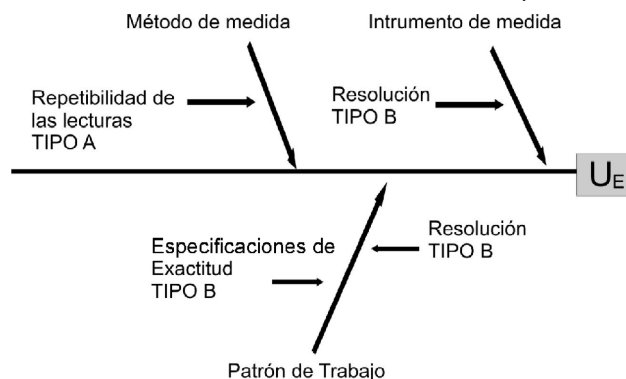 Método de medida
Intrumento de medida
Repetibilidad de
las lecturas
TIPO A
Resolución
TIPO B
U_E
Especificaciones de
Exactitud
TIPO B
Resolución
TIPO B
Patrón de Trabajo